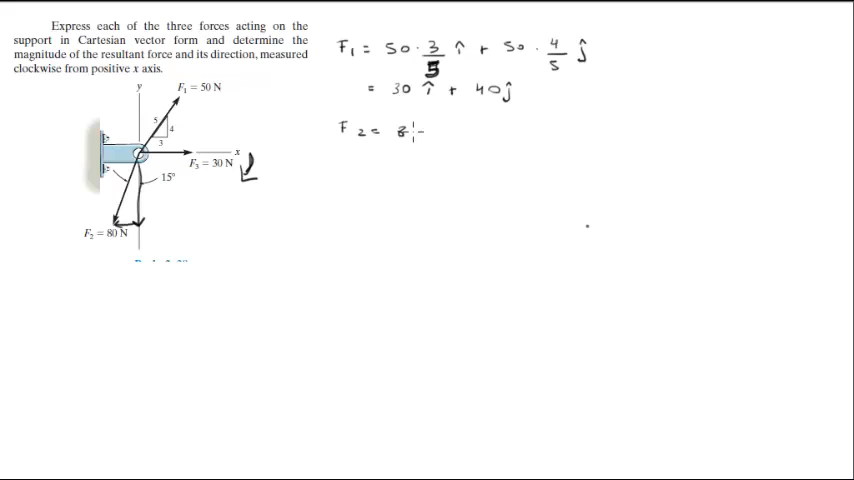 Express each of the three forces acting on the
support in Cartesian vector form and determine the
magnitude of the resultant force and its direction, measured
clockwise from positive x axis.
y
F₁ = 50 N
5
4
3
x
F₃ = 30 N
15°
F₂ = 80 N
F₁ = 50 · 3/5 î + 50 · 4/5 ĵ
= 30 î + 40 ĵ
F₂ =